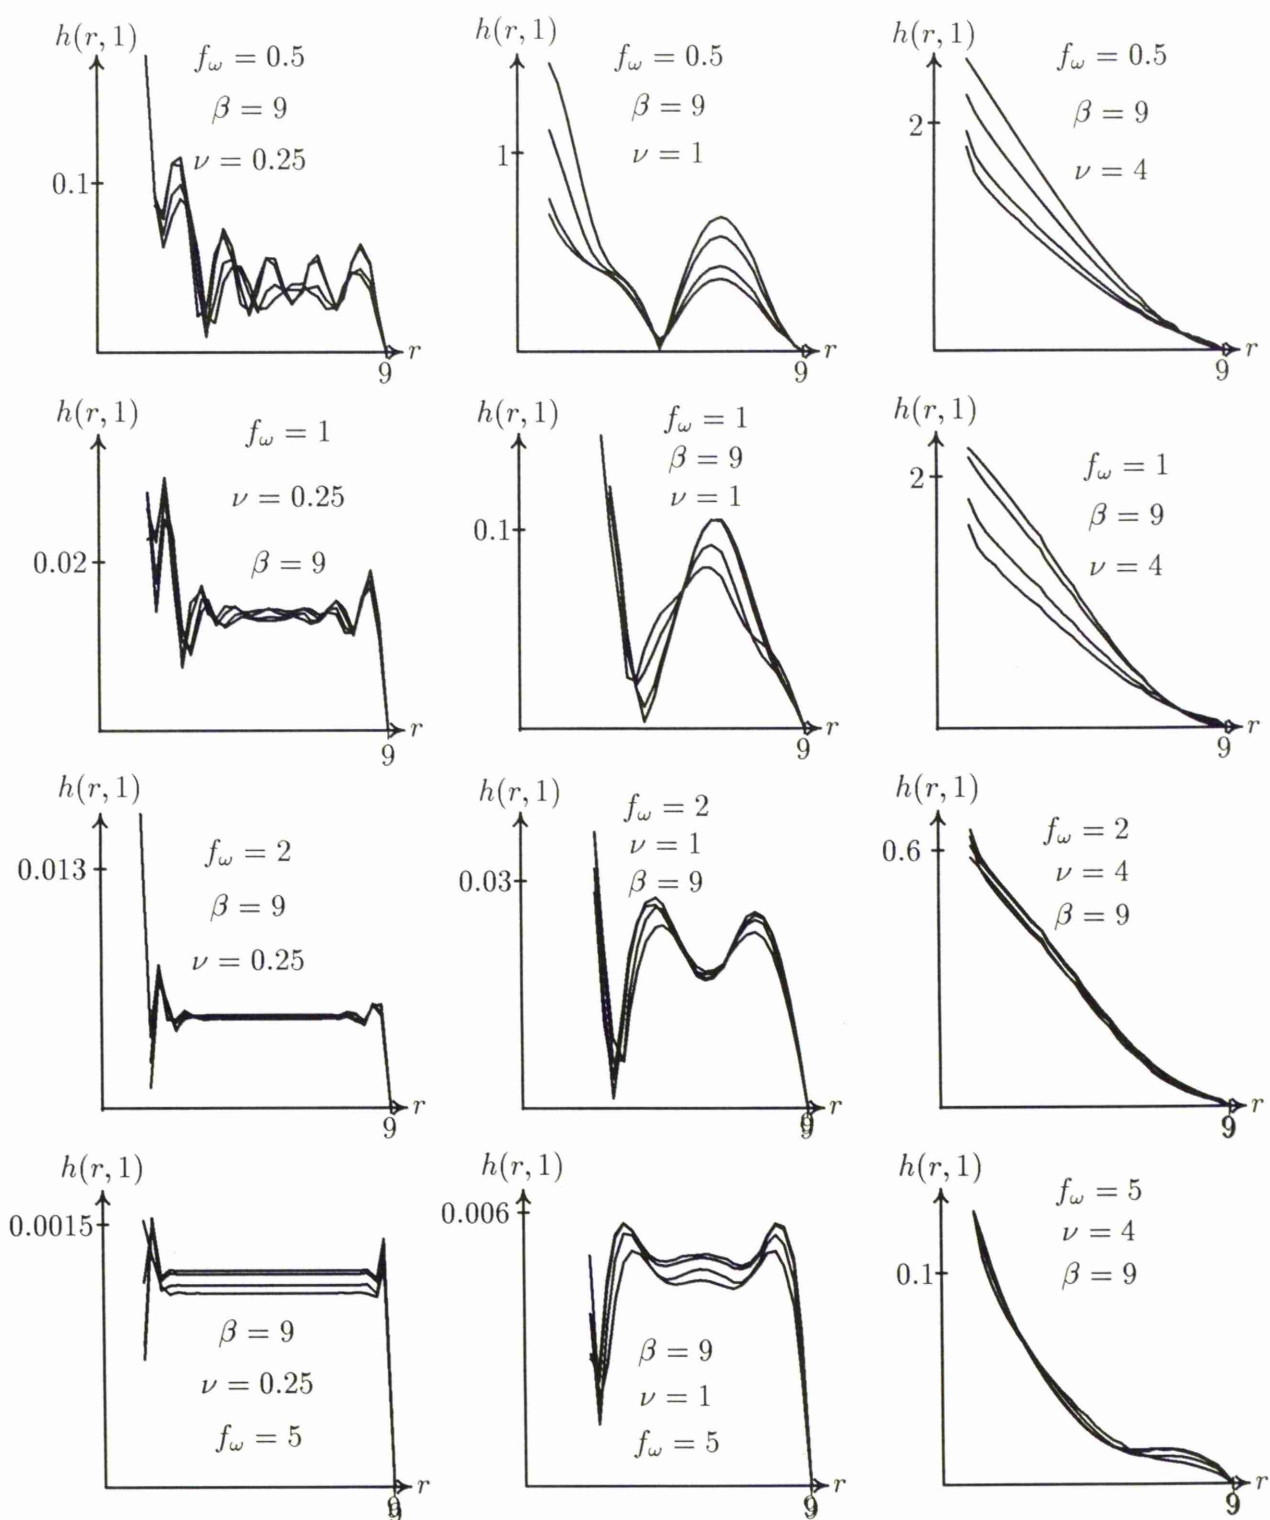 h(r, 1)
f_ω = 0.5
β = 9
ν = 0.25
0.1
r
9
h(r, 1)
f_ω = 0.5
β = 9
ν = 1
1
r
9
h(r, 1)
f_ω = 0.5
β = 9
ν = 4
2
r
9
h(r, 1)
f_ω = 1
ν = 0.25
β = 9
0.02
r
9
h(r, 1)
f_ω = 1
β = 9
ν = 1
0.1
r
9
h(r, 1)
f_ω = 1
β = 9
ν = 4
2
r
9
h(r, 1)
f_ω = 2
β = 9
ν = 0.25
0.013
r
9
h(r, 1)
f_ω = 2
ν = 1
β = 9
0.03
r
9
h(r, 1)
f_ω = 2
ν = 4
β = 9
0.6
r
9
h(r, 1)
0.0015
β = 9
ν = 0.25
f_ω = 5
r
9
h(r, 1)
0.006
β = 9
ν = 1
f_ω = 5
r
9
h(r, 1)
f_ω = 5
ν = 4
β = 9
0.1
r
9